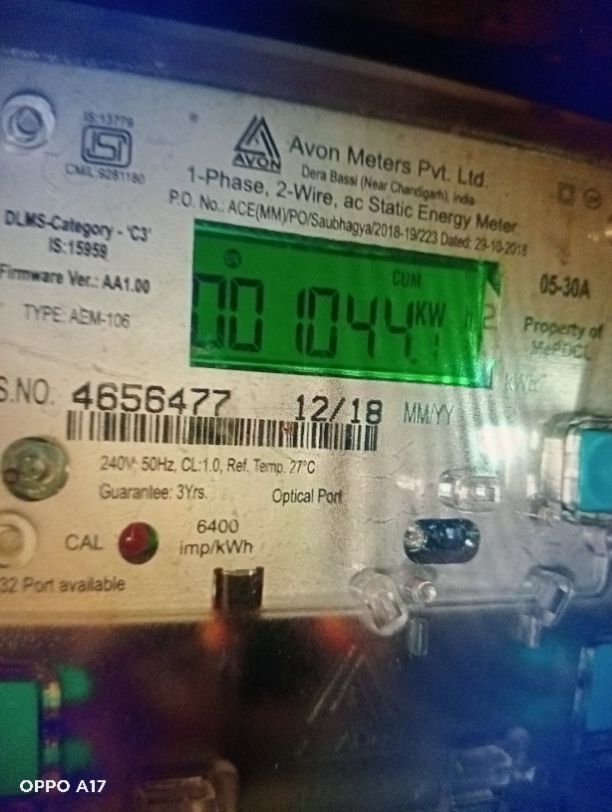 IS:13779
CM/L:9281180
AVON
Avon Meters Pvt. Ltd.
Dera Bassi (Near Chandigarh), India
1-Phase, 2-Wire, ac Static Energy Meter
P.O. No.: ACE(MM)/PO/Saubhagya/2018-19/223 Dated: 29-10-2018
DLMS-Category - 'C3'
IS:15959
Firmware Ver.: AA1.00
TYPE: AEM-106
CUM
001044.1 KW h
05-30A
Property of
MePDCL
kWh
S.NO. 4656477 12/18 MM/YY
240V~ 50Hz, CL:1.0, Ref. Temp. 27°C
Guarantee: 3Yrs. Optical Port
CAL
6400
imp/kWh
32 Port available
OPPO A17